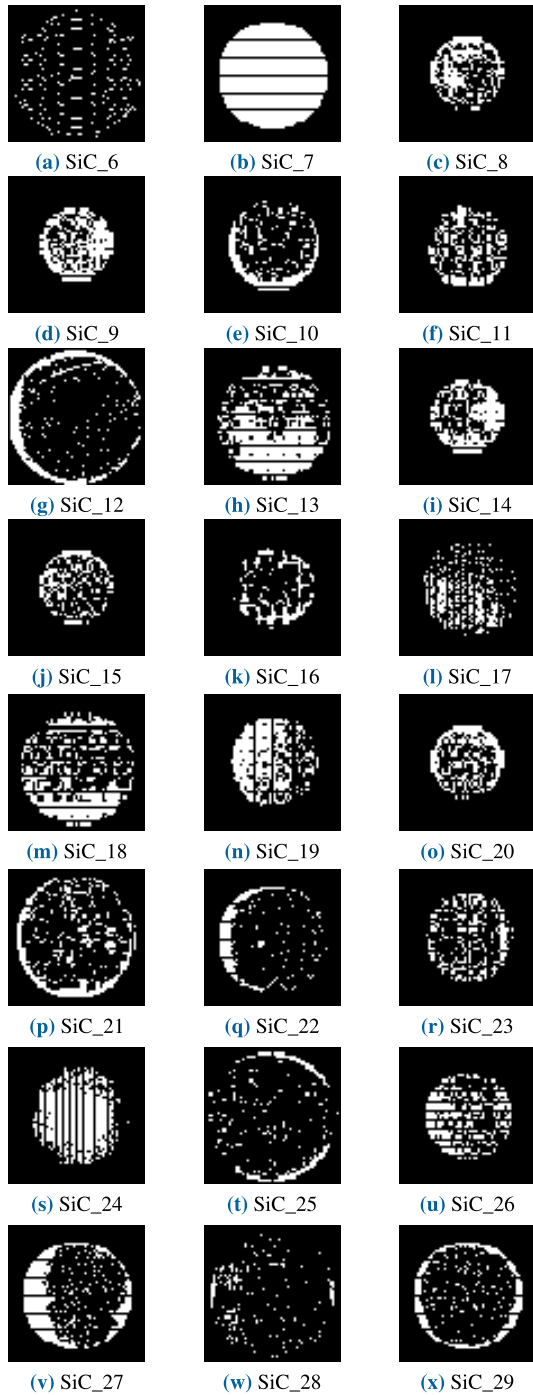 (a) SiC_6
(b) SiC_7
(c) SiC_8
(d) SiC_9
(e) SiC_10
(f) SiC_11
(g) SiC_12
(h) SiC_13
(i) SiC_14
(j) SiC_15
(k) SiC_16
(l) SiC_17
(m) SiC_18
(n) SiC_19
(o) SiC_20
(p) SiC_21
(q) SiC_22
(r) SiC_23
(s) SiC_24
(t) SiC_25
(u) SiC_26
(v) SiC_27
(w) SiC_28
(x) SiC_29